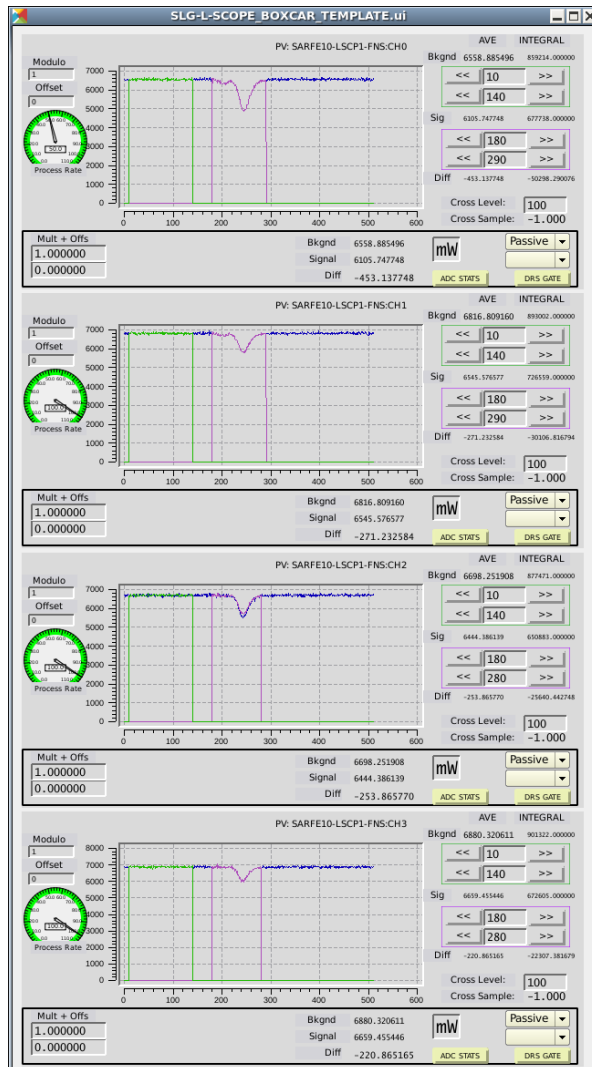 SLG-L-SCOPE_BOXCAR_TEMPLATE.ui
PV: SARFE10-LSCP1-FNS:CH0
AVE INTEGRAL
Modulo
1
Offset
0
50.0
Process Rate
7000
6000
5000
4000
3000
2000
1000
0
0 100 200 300 400 500 600
Bkgnd 6558.885496 859214.000000
<< 10 >>
<< 140 >>
Sig 6105.747748 677738.000000
<< 180 >>
<< 290 >>
Diff -453.137748 -50298.290076
Cross Level: 100
Cross Sample: -1.000
Mult + Offs
1.000000
0.000000
Bkgnd 6558.885496
Signal 6105.747748
Diff -453.137748
mW
Passive
ADC STATS DRS GATE
PV: SARFE10-LSCP1-FNS:CH1
AVE INTEGRAL
Modulo
1
Offset
0
100.0
Process Rate
7000
6000
5000
4000
3000
2000
1000
0
0 100 200 300 400 500 600
Bkgnd 6816.809160 893002.000000
<< 10 >>
<< 140 >>
Sig 6545.576577 726559.000000
<< 180 >>
<< 290 >>
Diff -271.232584 -30106.816794
Cross Level: 100
Cross Sample: -1.000
Mult + Offs
1.000000
0.000000
Bkgnd 6816.809160
Signal 6545.576577
Diff -271.232584
mW
Passive
ADC STATS DRS GATE
PV: SARFE10-LSCP1-FNS:CH2
AVE INTEGRAL
Modulo
1
Offset
0
100.0
Process Rate
7000
6000
5000
4000
3000
2000
1000
0
0 100 200 300 400 500 600
Bkgnd 6698.251908 877471.000000
<< 10 >>
<< 140 >>
Sig 6444.386139 650883.000000
<< 180 >>
<< 280 >>
Diff -253.865770 -25640.442748
Cross Level: 100
Cross Sample: -1.000
Mult + Offs
1.000000
0.000000
Bkgnd 6698.251908
Signal 6444.386139
Diff -253.865770
mW
Passive
ADC STATS DRS GATE
PV: SARFE10-LSCP1-FNS:CH3
AVE INTEGRAL
Modulo
1
Offset
0
100.0
Process Rate
8000
7000
6000
5000
4000
3000
2000
1000
0
0 100 200 300 400 500 600
Bkgnd 6880.320611 901322.000000
<< 10 >>
<< 140 >>
Sig 6659.455446 672605.000000
<< 180 >>
<< 280 >>
Diff -220.865165 -22307.381679
Cross Level: 100
Cross Sample: -1.000
Mult + Offs
1.000000
0.000000
Bkgnd 6880.320611
Signal 6659.455446
Diff -220.865165
mW
Passive
ADC STATS DRS GATE